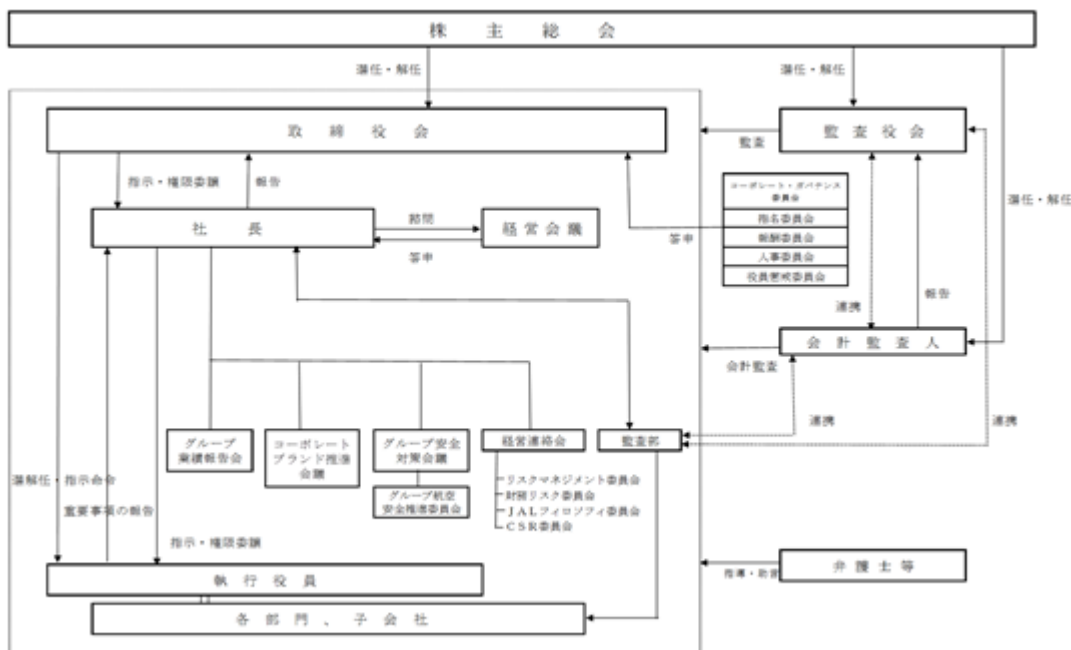 株主総会
選任・解任
選任・解任
取締役会
監査役会
監査
指示・権限委譲
報告
コーポレート・ガバナンス
委員会
指名委員会
報酬委員会
人事委員会
役員懲戒委員会
選任・解任
社長
諮問
経営会議
答申
答申
連携
報告
会計監査人
会計監査
グループ
業績報告会
コーポレート
ブランド推進
会議
グループ安全
対策会議
経営連絡会
監査部
連携
連携
グループ航空
安全推進委員会
リスクマネジメント委員会
財務リスク委員会
JALフィロソフィ委員会
CSR委員会
選解任・指示命令
重要事項の報告
指示・権限委譲
執行役員
指導・助言
弁護士等
各部門、子会社